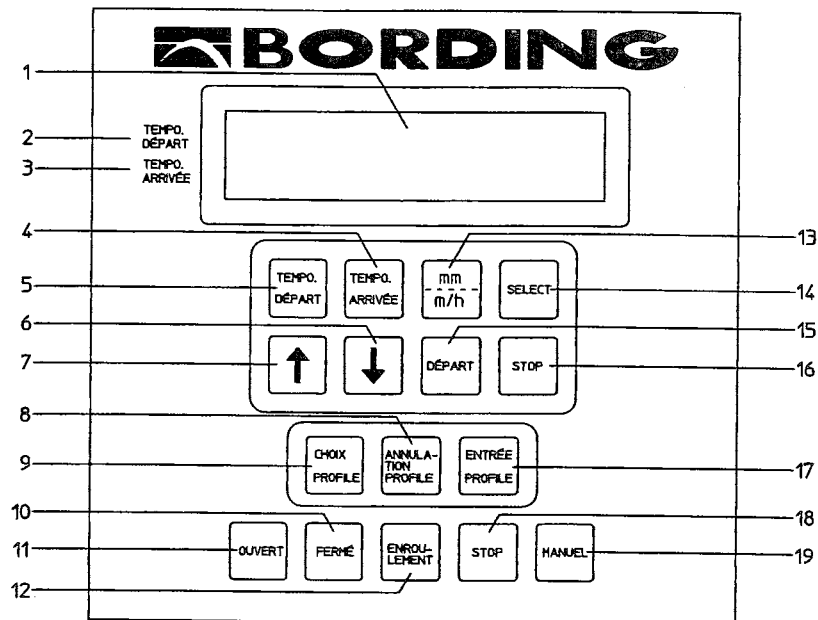 BORDING
1
2 TEMPO. DÉPART
3 TEMPO. ARRIVÉE
4
13
5
TEMPO. DÉPART
TEMPO. ARRIVÉE
mm
m/h
SELECT
14
6
15
7
↑
↓
DÉPART
STOP
16
8
9
CHOIX PROFILE
ANNULA-
TION
PROFILE
ENTRÉE PROFILE
17
10
18
11
OUVERT
FERMÉ
ENROU-
LEMENT
STOP
MANUEL
19
12